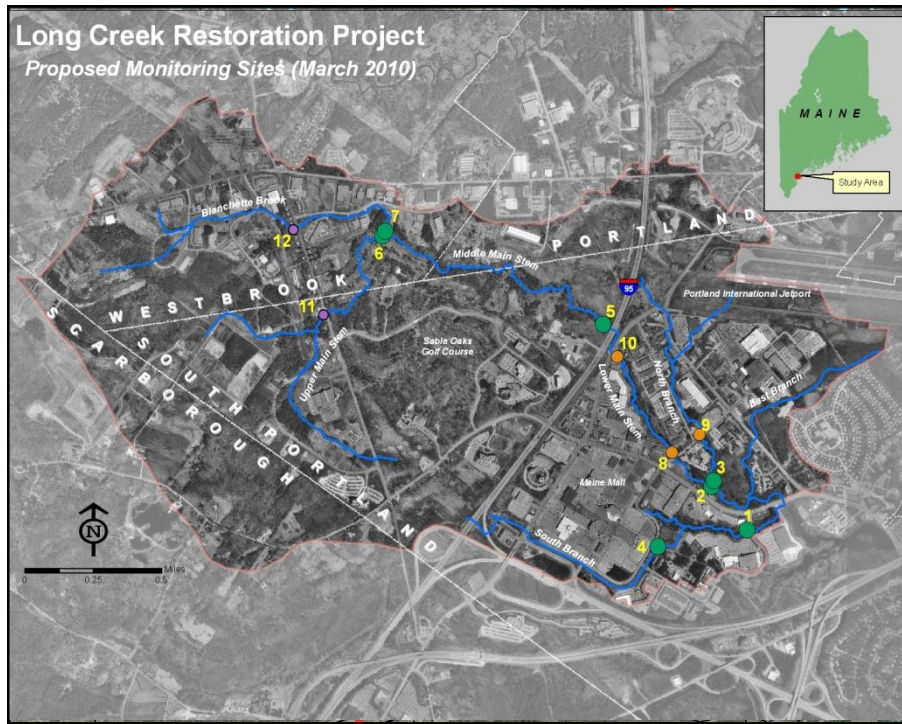 Long Creek Restoration Project
Proposed Monitoring Sites (March 2010)
MAINE
Study Area
Blanchette Brook
7
12
6
PORTLAND
Middle Main Stem
WESTBROOK
95
Portland International Jetport
11
5
Sable Oaks
Golf Course
10
Upper Main Stem
SOUTH PORTLAND
SCARBOROUGH
Lower Main Stem
North Branch
East Branch
9
8
Maine Mall
3
2
1
South Branch
4
N
Miles
0 0.25 0.5